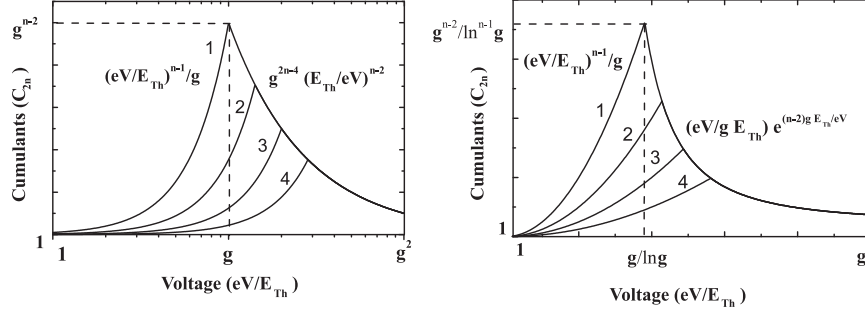 g^{n-2}
1
(eV/E_{Th})^{n-1}/g
g^{2n-4} (E_{Th}/eV)^{n-2}
2
3
4
Cumulants (C_{2n})
1
1
g
g^2
Voltage (eV/E_{Th})
g^{n-2}/ln^{n-1}g
(eV/E_{Th})^{n-1}/g
1
2
(eV/g E_{Th}) e^{(n-2)g E_{Th}/eV}
3
4
Cumulants (C_{2n})
1
1
g/lng
g
Voltage (eV/E_{Th})